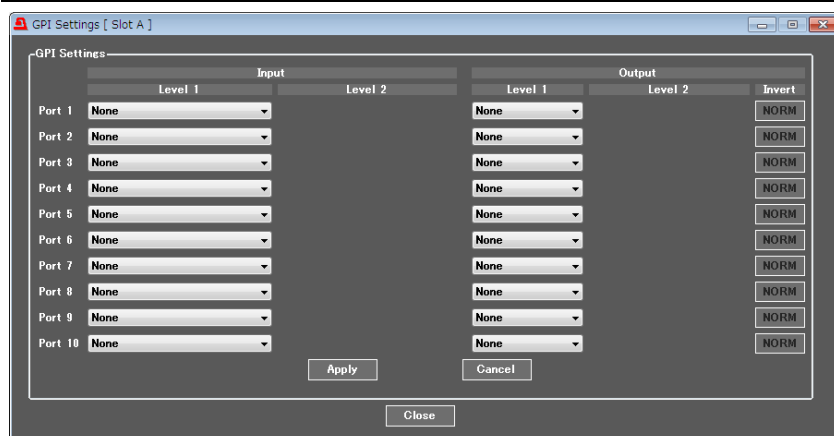 GPI Settings [ Slot A ]
GPI Settings
Input Output
Level 1 Level 2 Level 1 Level 2 Invert
Port 1 None None NORM
Port 2 None None NORM
Port 3 None None NORM
Port 4 None None NORM
Port 5 None None NORM
Port 6 None None NORM
Port 7 None None NORM
Port 8 None None NORM
Port 9 None None NORM
Port 10 None None NORM
Apply Cancel
Close